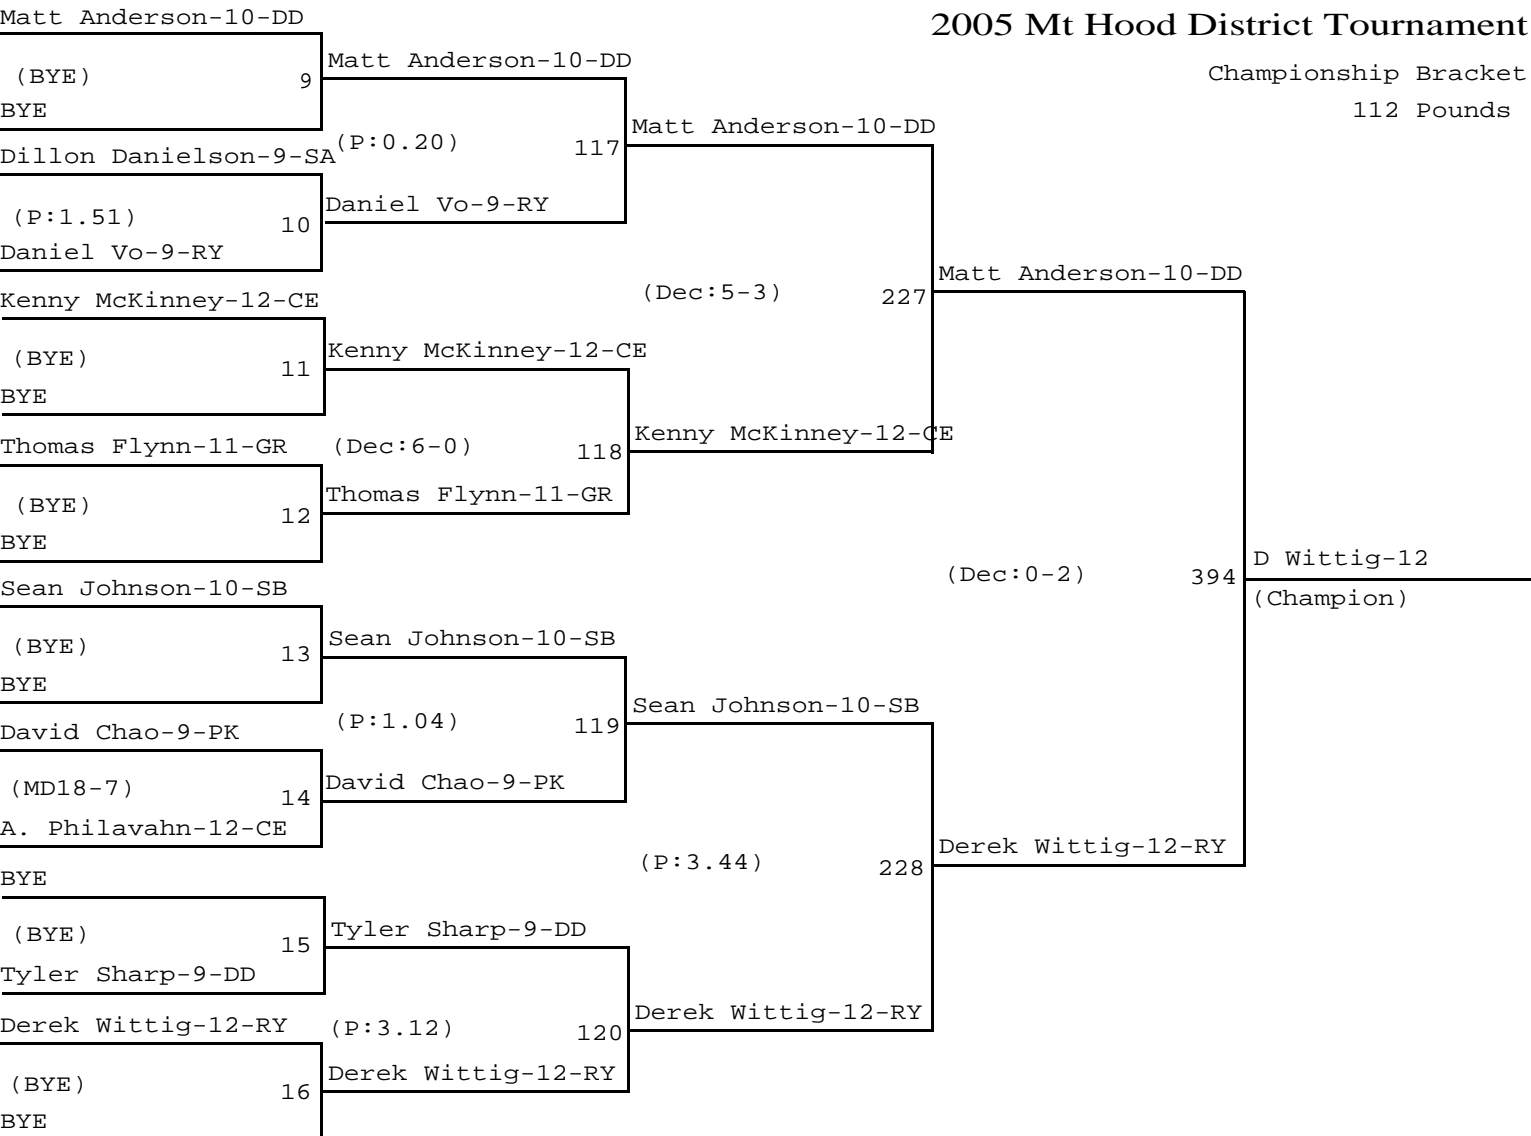 2005 Mt Hood District Tournament
Championship Bracket
112 Pounds
Matt Anderson-10-DD
(BYE)
9
BYE
Dillon Danielson-9-SA
(P:1.51)
10
Daniel Vo-9-RY
Kenny McKinney-12-CE
(BYE)
11
BYE
Thomas Flynn-11-GR
(BYE)
12
BYE
Sean Johnson-10-SB
(BYE)
13
BYE
David Chao-9-PK
(MD18-7)
14
A. Philavahn-12-CE
BYE
(BYE)
15
Tyler Sharp-9-DD
Derek Wittig-12-RY
(BYE)
16
BYE
Matt Anderson-10-DD
(P:0.20)
117
Daniel Vo-9-RY
Kenny McKinney-12-CE
(Dec:6-0)
118
Thomas Flynn-11-GR
Sean Johnson-10-SB
(P:1.04)
119
David Chao-9-PK
Tyler Sharp-9-DD
(P:3.12)
120
Derek Wittig-12-RY
Matt Anderson-10-DD
(Dec:5-3)
227
Kenny McKinney-12-CE
Sean Johnson-10-SB
(P:3.44)
228
Derek Wittig-12-RY
Matt Anderson-10-DD
(Dec:0-2)
394
Derek Wittig-12-RY
D Wittig-12
(Champion)